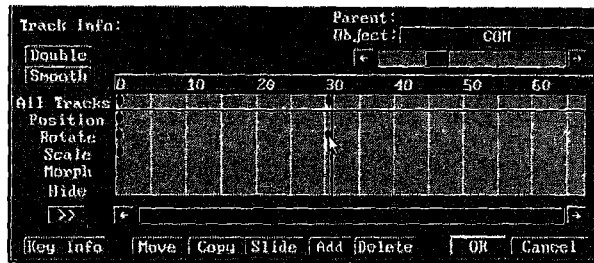 Track Info:
Parent:
Object: COM
Double
Smooth
0 10 20 30 40 50 60
All Tracks
Position
Rotate
Scale
Morph
Hide
>>
Key Info Move Copy Slide Add Delete OK Cancel